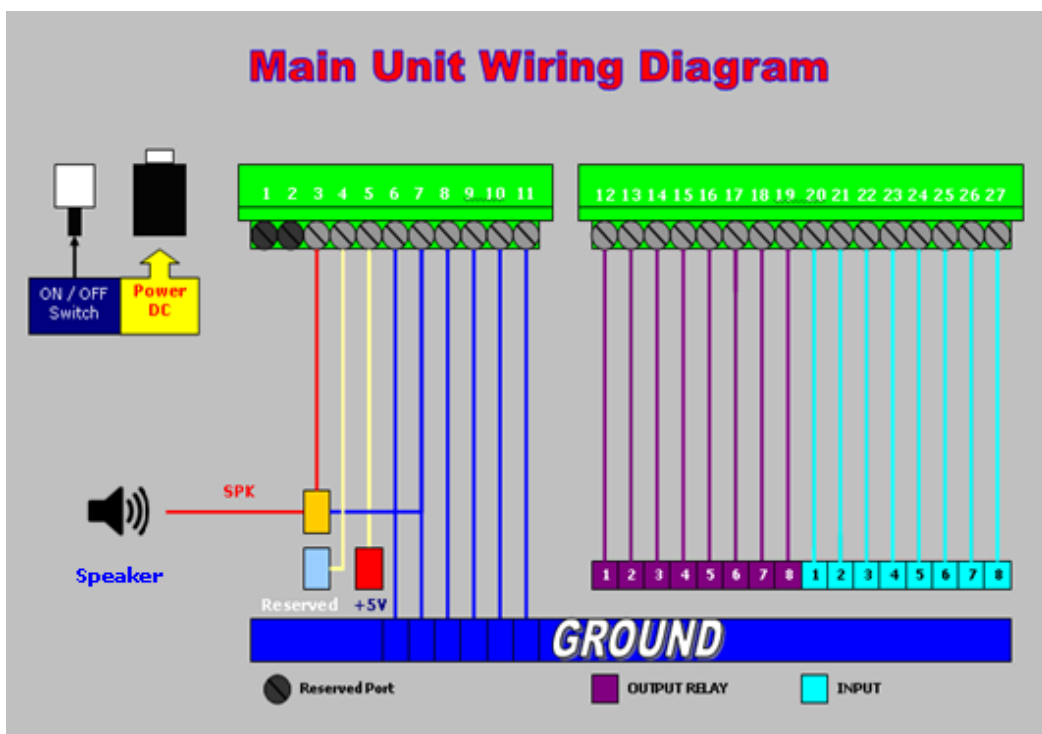 Main Unit Wiring Diagram
1 2 3 4 5 6 7 8 9 10 11
12 13 14 15 16 17 18 19 20 21 22 23 24 25 26 27
ON / OFF
Switch
Power
DC
SPK
Speaker
Reserved
+5V
1 2 3 4 5 6 7 8 1 2 3 4 5 6 7 8
GROUND
Reserved Port
OUTPUT RELAY
INPUT